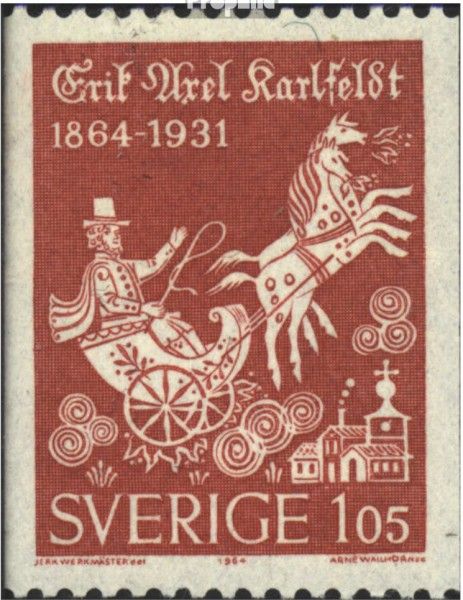 Erik Axel Karlfeldt
1864-1931
SVERIGE 105
JERK WERKMÄSTER del 1964 ARNE WALLHORN sc